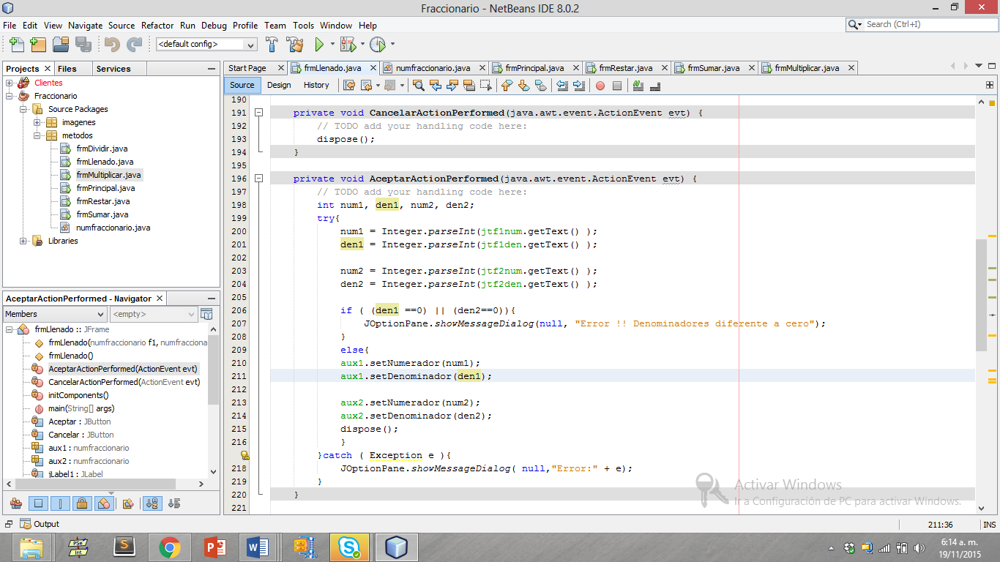 Fraccionario - NetBeans IDE 8.0.2
File Edit View Navigate Source Refactor Run Debug Profile Team Tools Window Help
Search (Ctrl+I)
<default config>
Projects Files Services
Clientes
Fraccionario
Source Packages
imagenes
metodos
frmDividir.java
frmLlenado.java
frmMultiplicar.java
frmPrincipal.java
frmRestar.java
frmSumar.java
numfraccionario.java
Libraries
AceptarActionPerformed - Navigator
Members <empty>
frmLlenado :: JFrame
frmLlenado(numfraccionario f1, numfracciona
frmLlenado()
AceptarActionPerformed(ActionEvent evt)
CancelarActionPerformed(ActionEvent evt)
initComponents()
main(String[] args)
Aceptar : JButton
Cancelar : JButton
aux1 : numfraccionario
aux2 : numfraccionario
jLabel1 : JLabel
Start Page frmLlenado.java numfraccionario.java frmPrincipal.java frmRestar.java frmSumar.java frmMultiplicar.java
Source Design History
190
191 private void CancelarActionPerformed(java.awt.event.ActionEvent evt) {
192 // TODO add your handling code here:
193 dispose();
194 }
195
196 private void AceptarActionPerformed(java.awt.event.ActionEvent evt) {
197 // TODO add your handling code here:
198 int num1, den1, num2, den2;
199 try{
200 num1 = Integer.parseInt(jtf1num.getText() );
201 den1 = Integer.parseInt(jtf1den.getText() );
202
203 num2 = Integer.parseInt(jtf2num.getText() );
204 den2 = Integer.parseInt(jtf2den.getText() );
205
206 if ( (den1 ==0) || (den2==0)){
207 JOptionPane.showMessageDialog(null, "Error !! Denominadores diferente a cero");
208 }
209 else{
210 aux1.setNumerador(num1);
211 aux1.setDenominador(den1);
212
213 aux2.setNumerador(num2);
214 aux2.setDenominador(den2);
215 dispose();
216 }
}catch ( Exception e ){
218 JOptionPane.showMessageDialog( null,"Error:" + e);
219 }
220 }
221
Activar Windows
Ir a Configuración de PC para activar Windows.
Output
211:36 INS
PSe
Int
6:14 a. m.
19/11/2015